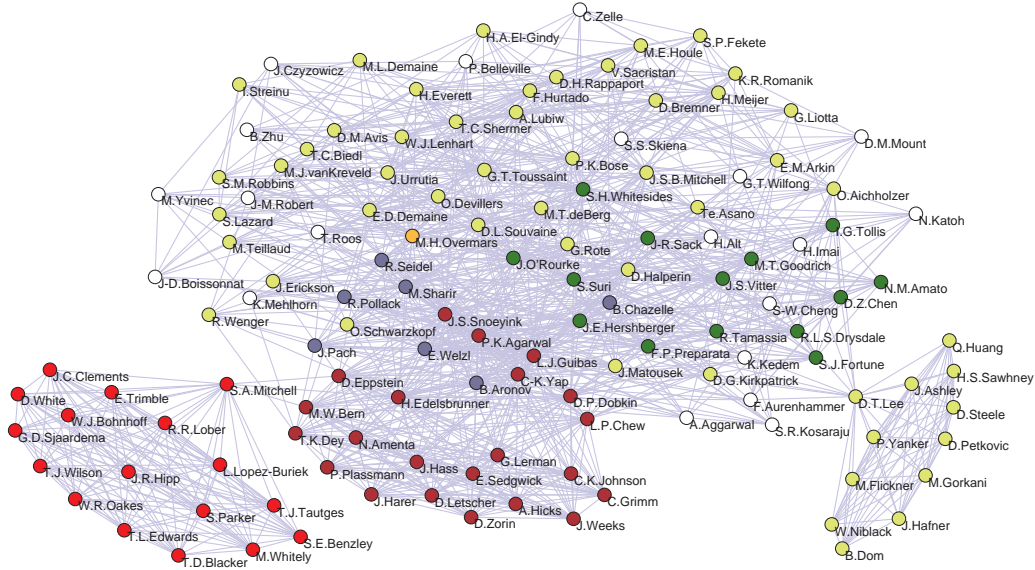 C.Zelle
H.A.El-Gindy
S.P.Fekete
M.E.Houle
J.Czyzowicz
M.L.Demaine
P.Belleville
V.Sacristan
K.R.Romanik
I.Streinu
D.H.Rappaport
H.Everett
F.Hurtado
H.Meijer
D.Bremner
A.Lubiw
G.Liotta
T.C.Shermer
B.Zhu
D.M.Avis
W.J.Lenhart
S.S.Skiena
D.M.Mount
T.C.Biedl
P.K.Bose
E.M.Arkin
M.J.vanKreveld
J.Urrutia
G.T.Toussaint
J.S.B.Mitchell
G.T.Wilfong
S.M.Robbins
S.H.Whitesides
O.Aichholzer
M.Yvinec
J-M.Robert
O.Devillers
E.D.Demaine
M.T.deBerg
Te.Asano
N.Katoh
S.Lazard
D.L.Souvaine
I.G.Tollis
T.Roos
M.H.Overmars
G.Rote
J-R.Sack
H.Alt
H.Imai
M.Teillaud
R.Seidel
J.O'Rourke
M.T.Goodrich
J-D.Boissonnat
J.Erickson
M.Sharir
S.Suri
D.Halperin
J.S.Vitter
N.M.Amato
K.Mehlhorn
R.Pollack
B.Chazelle
S-W.Cheng
D.Z.Chen
R.Wenger
O.Schwarzkopf
J.S.Snoeyink
J.E.Hershberger
R.Tamassia
R.L.S.Drysdale
P.K.Agarwal
J.Pach
E.Welzl
L.J.Guibas
F.P.Preparata
K.Kedem
S.J.Fortune
Q.Huang
J.C.Clements
D.Eppstein
C-K.Yap
J.Matousek
D.G.Kirkpatrick
H.S.Sawhney
D.White
E.Trimble
S.A.Mitchell
B.Aronov
H.Edelsbrunner
D.P.Dobkin
F.Aurenhammer
D.T.Lee
J.Ashley
M.W.Bern
L.P.Chew
A.Aggarwal
S.R.Kosaraju
D.Steele
W.J.Bohnhoff
R.R.Lober
G.D.Sjaardema
T.K.Dey
N.Amenta
P.Yanker
D.Petkovic
T.J.Wilson
J.R.Hipp
L.Lopez-Buriek
P.Plassmann
J.Hass
G.Lerman
E.Sedgwick
C.K.Johnson
M.Flickner
M.Gorkani
W.R.Oakes
S.Parker
T.J.Tautges
J.Harer
D.Letscher
A.Hicks
C.Grimm
D.Zorin
J.Weeks
W.Niblack
J.Hafner
T.L.Edwards
S.E.Benzley
M.Whitely
T.D.Blacker
B.Dom